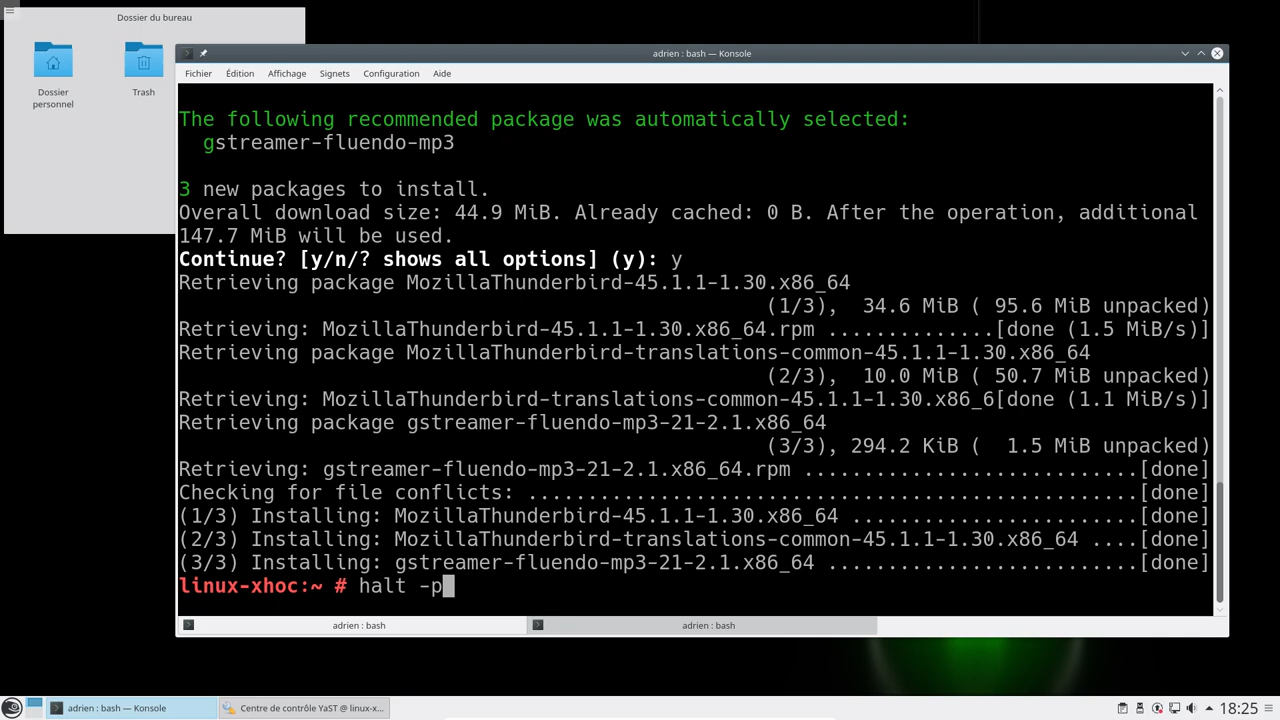 Dossier du bureau
Dossier
personnel
Trash
adrien : bash — Konsole
Fichier Édition Affichage Signets Configuration Aide
The following recommended package was automatically selected:
  gstreamer-fluendo-mp3
3 new packages to install.
Overall download size: 44.9 MiB. Already cached: 0 B. After the operation, additional
147.7 MiB will be used.
Continue? [y/n/? shows all options] (y): y
Retrieving package MozillaThunderbird-45.1.1-1.30.x86_64
(1/3),  34.6 MiB ( 95.6 MiB unpacked)
Retrieving: MozillaThunderbird-45.1.1-1.30.x86_64.rpm ..............[done (1.5 MiB/s)]
Retrieving package MozillaThunderbird-translations-common-45.1.1-1.30.x86_64
(2/3),  10.0 MiB ( 50.7 MiB unpacked)
Retrieving: MozillaThunderbird-translations-common-45.1.1-1.30.x86_6[done (1.1 MiB/s)]
Retrieving package gstreamer-fluendo-mp3-21-2.1.x86_64
(3/3), 294.2 KiB (  1.5 MiB unpacked)
Retrieving: gstreamer-fluendo-mp3-21-2.1.x86_64.rpm ............................[done]
Checking for file conflicts: ...................................................[done]
(1/3) Installing: MozillaThunderbird-45.1.1-1.30.x86_64 ........................[done]
(2/3) Installing: MozillaThunderbird-translations-common-45.1.1-1.30.x86_64 ....[done]
(3/3) Installing: gstreamer-fluendo-mp3-21-2.1.x86_64 ..........................[done]
linux-xhoc:~ # halt -p
adrien : bash
adrien : bash
adrien : bash — Konsole
Centre de contrôle YaST @ linux-x...
18:25